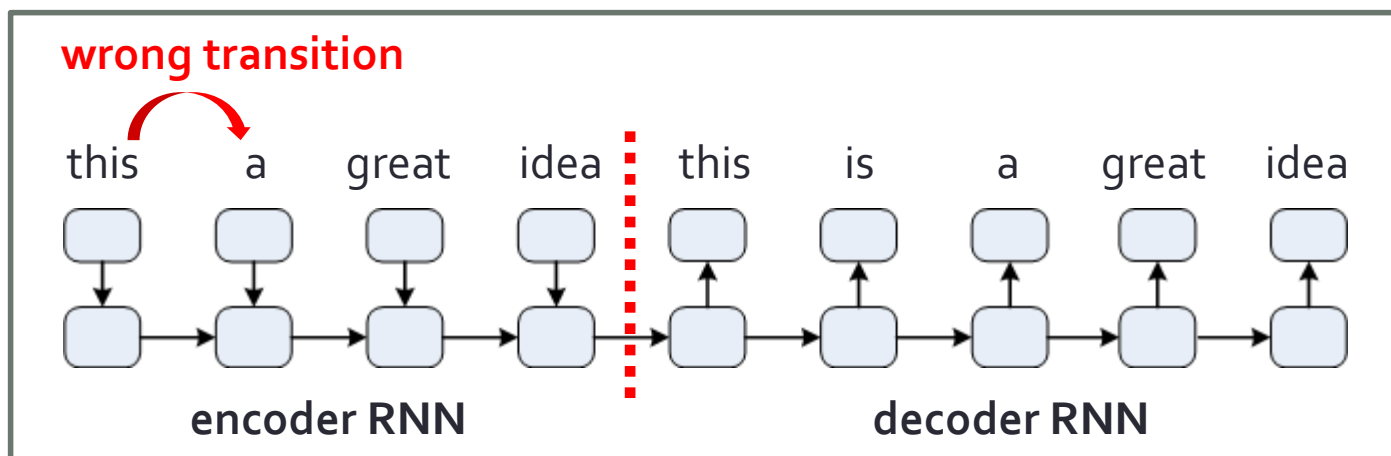 wrong transition
this a great idea this is a great idea
encoder RNN decoder RNN